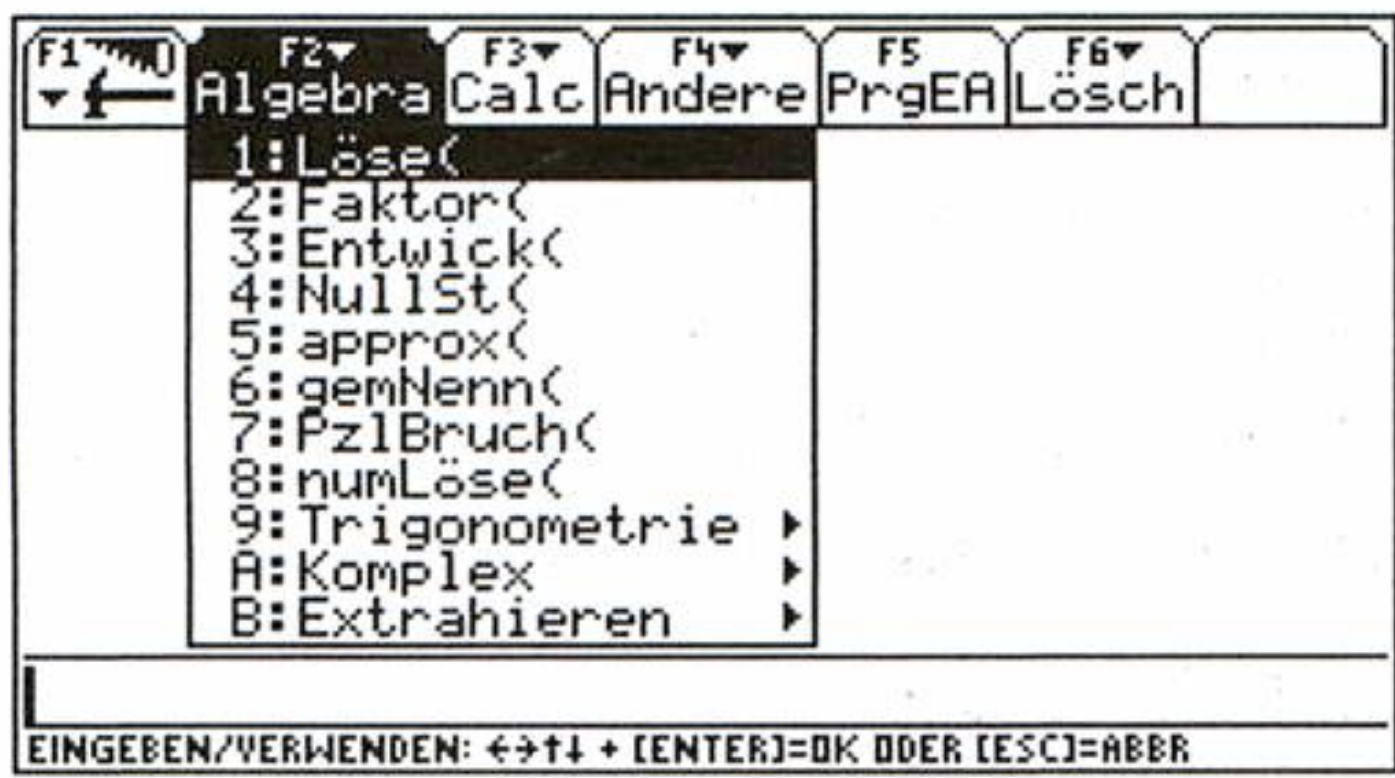 F1 F2▼ F3▼ F4▼ F5 F6▼
▼ Algebra Calc Andere PrgEA Lösch
1:Löse(
2:Faktor(
3:Entwick(
4:NullSt(
5:approx(
6:gemNenn(
7:PzlBruch(
8:numLöse(
9:Trigonometrie ▶
A:Komplex ▶
B:Extrahieren ▶
EINGEBEN/VERWENDEN: ←→↑↓ + [ENTER]=OK ODER [ESC]=ABBR